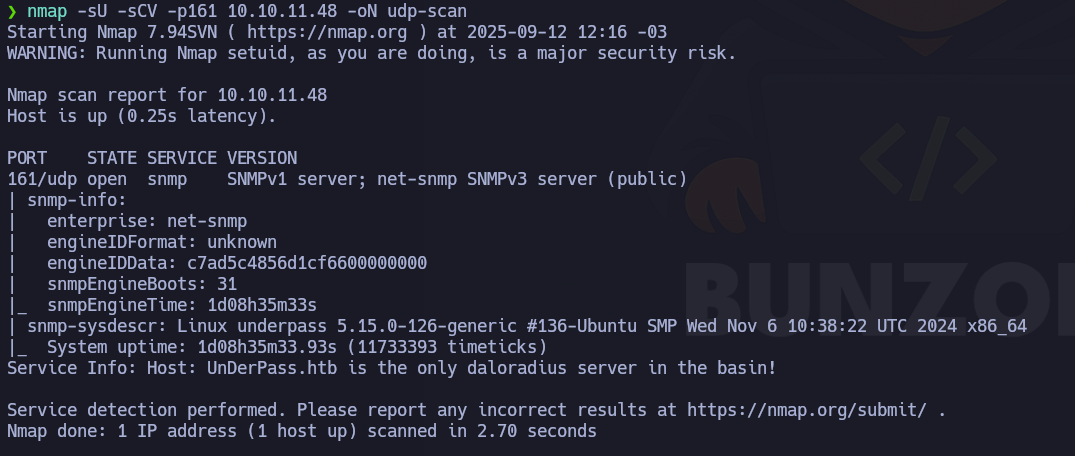 ❯ nmap -sU -sCV -p161 10.10.11.48 -oN udp-scan
Starting Nmap 7.94SVN ( https://nmap.org ) at 2025-09-12 12:16 -03
WARNING: Running Nmap setuid, as you are doing, is a major security risk.

Nmap scan report for 10.10.11.48
Host is up (0.25s latency).

PORT    STATE SERVICE VERSION
161/udp open  snmp    SNMPv1 server; net-snmp SNMPv3 server (public)
| snmp-info:
|   enterprise: net-snmp
|   engineIDFormat: unknown
|   engineIDData: c7ad5c4856d1cf6600000000
|   snmpEngineBoots: 31
|_  snmpEngineTime: 1d08h35m33s
| snmp-sysdescr: Linux underpass 5.15.0-126-generic #136-Ubuntu SMP Wed Nov 6 10:38:22 UTC 2024 x86_64
|_  System uptime: 1d08h35m33.93s (11733393 timeticks)
Service Info: Host: UnDerPass.htb is the only daloradius server in the basin!

Service detection performed. Please report any incorrect results at https://nmap.org/submit/ .
Nmap done: 1 IP address (1 host up) scanned in 2.70 seconds